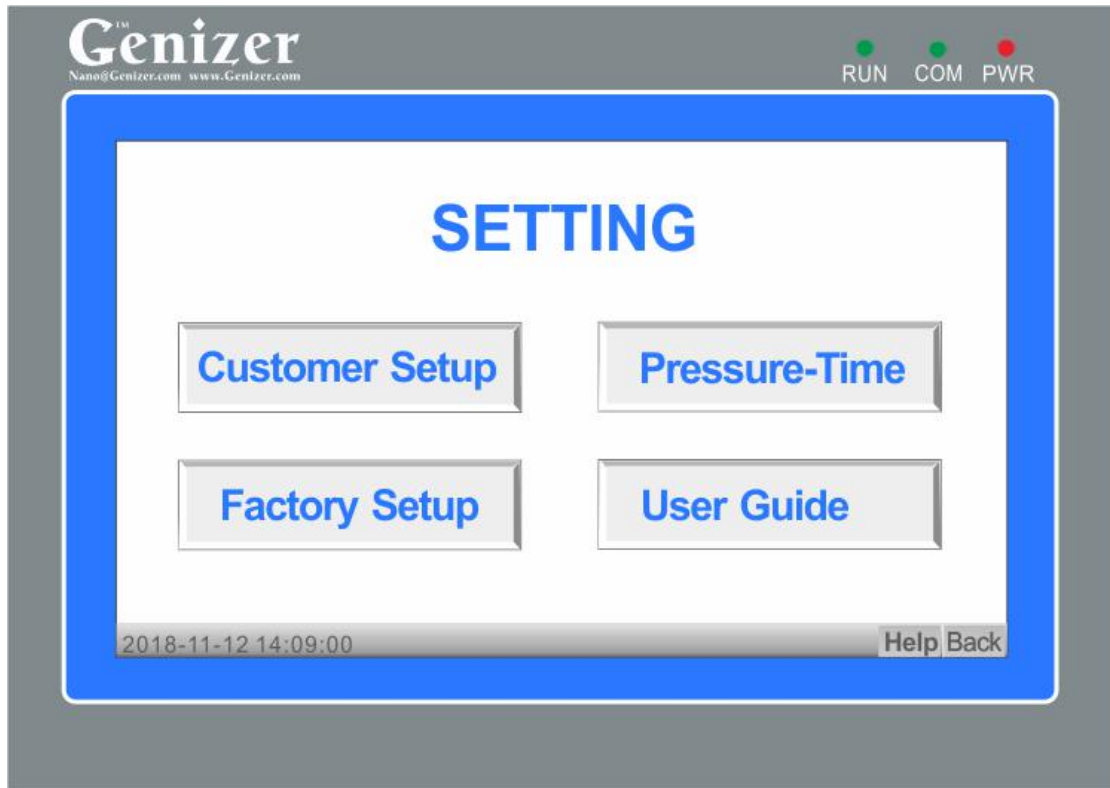 Genizer™
Nano@Genizer.com www.Genizer.com
RUN COM PWR
SETTING
Customer Setup
Pressure-Time
Factory Setup
User Guide
2018-11-12 14:09:00
Help Back